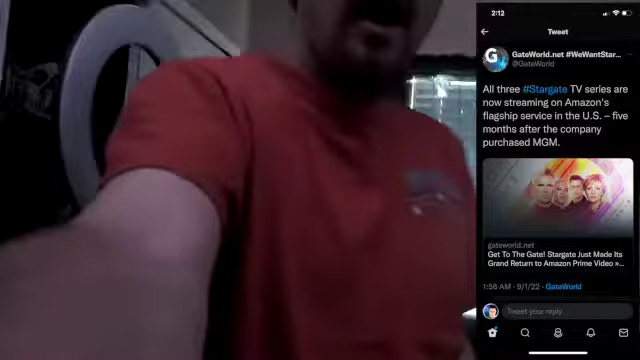 2:12
Tweet
GateWorld.net #WeWantStar...
@GateWorld
All three #Stargate TV series are
now streaming on Amazon's
flagship service in the U.S. – five
months after the company
purchased MGM.
gateworld.net
Get To The Gate! Stargate Just Made Its
Grand Return to Amazon Prime Video »...
1:56 AM · 9/1/22 · GateWorld
Tweet your reply